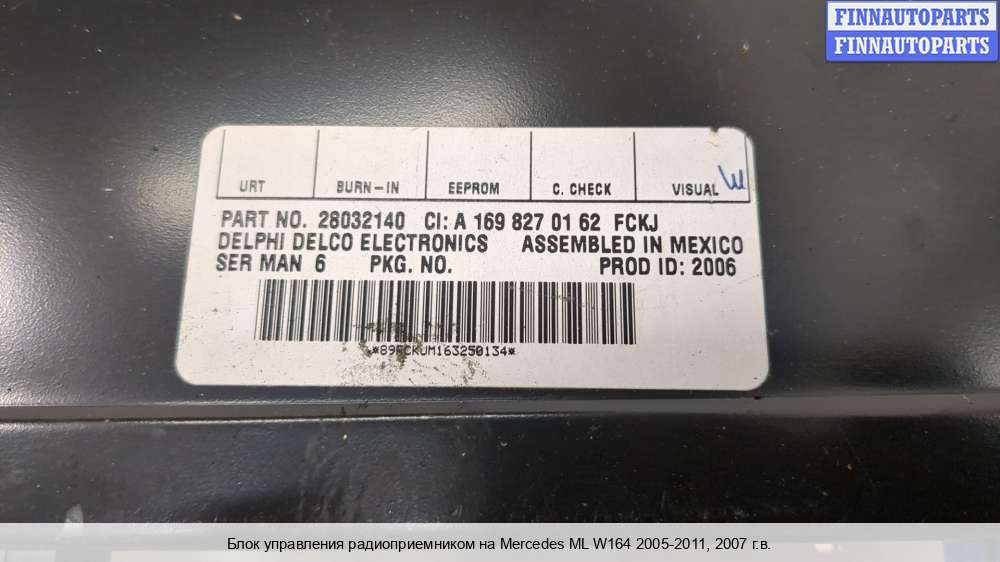 FINNAUTOPARTS
FINNAUTOPARTS
URT BURN-IN EEPROM C. CHECK VISUAL
PART NO. 28032140 CI: A 169 827 01 62 FCKJ
DELPHI DELCO ELECTRONICS ASSEMBLED IN MEXICO
SER MAN 6 PKG. NO. PROD ID: 2006
*89FCKUM163250134*
Блок управления радиоприемником на Mercedes ML W164 2005-2011, 2007 г.в.